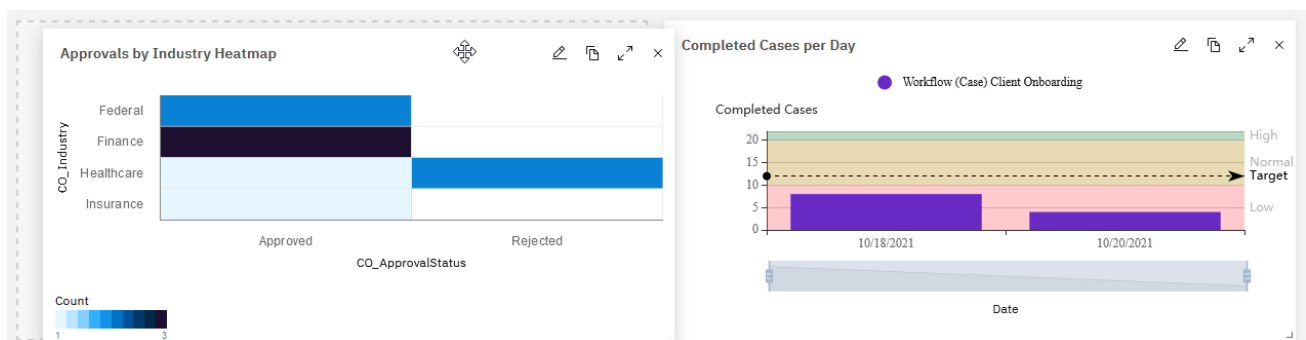 Approvals by Industry Heatmap
CO_Industry
Federal
Finance
Healthcare
Insurance
Approved
Rejected
CO_ApprovalStatus
Count
1
3
Completed Cases per Day
Workflow (Case) Client Onboarding
Completed Cases
20
15
10
5
0
High
Normal
Target
Low
10/18/2021
10/20/2021
Date